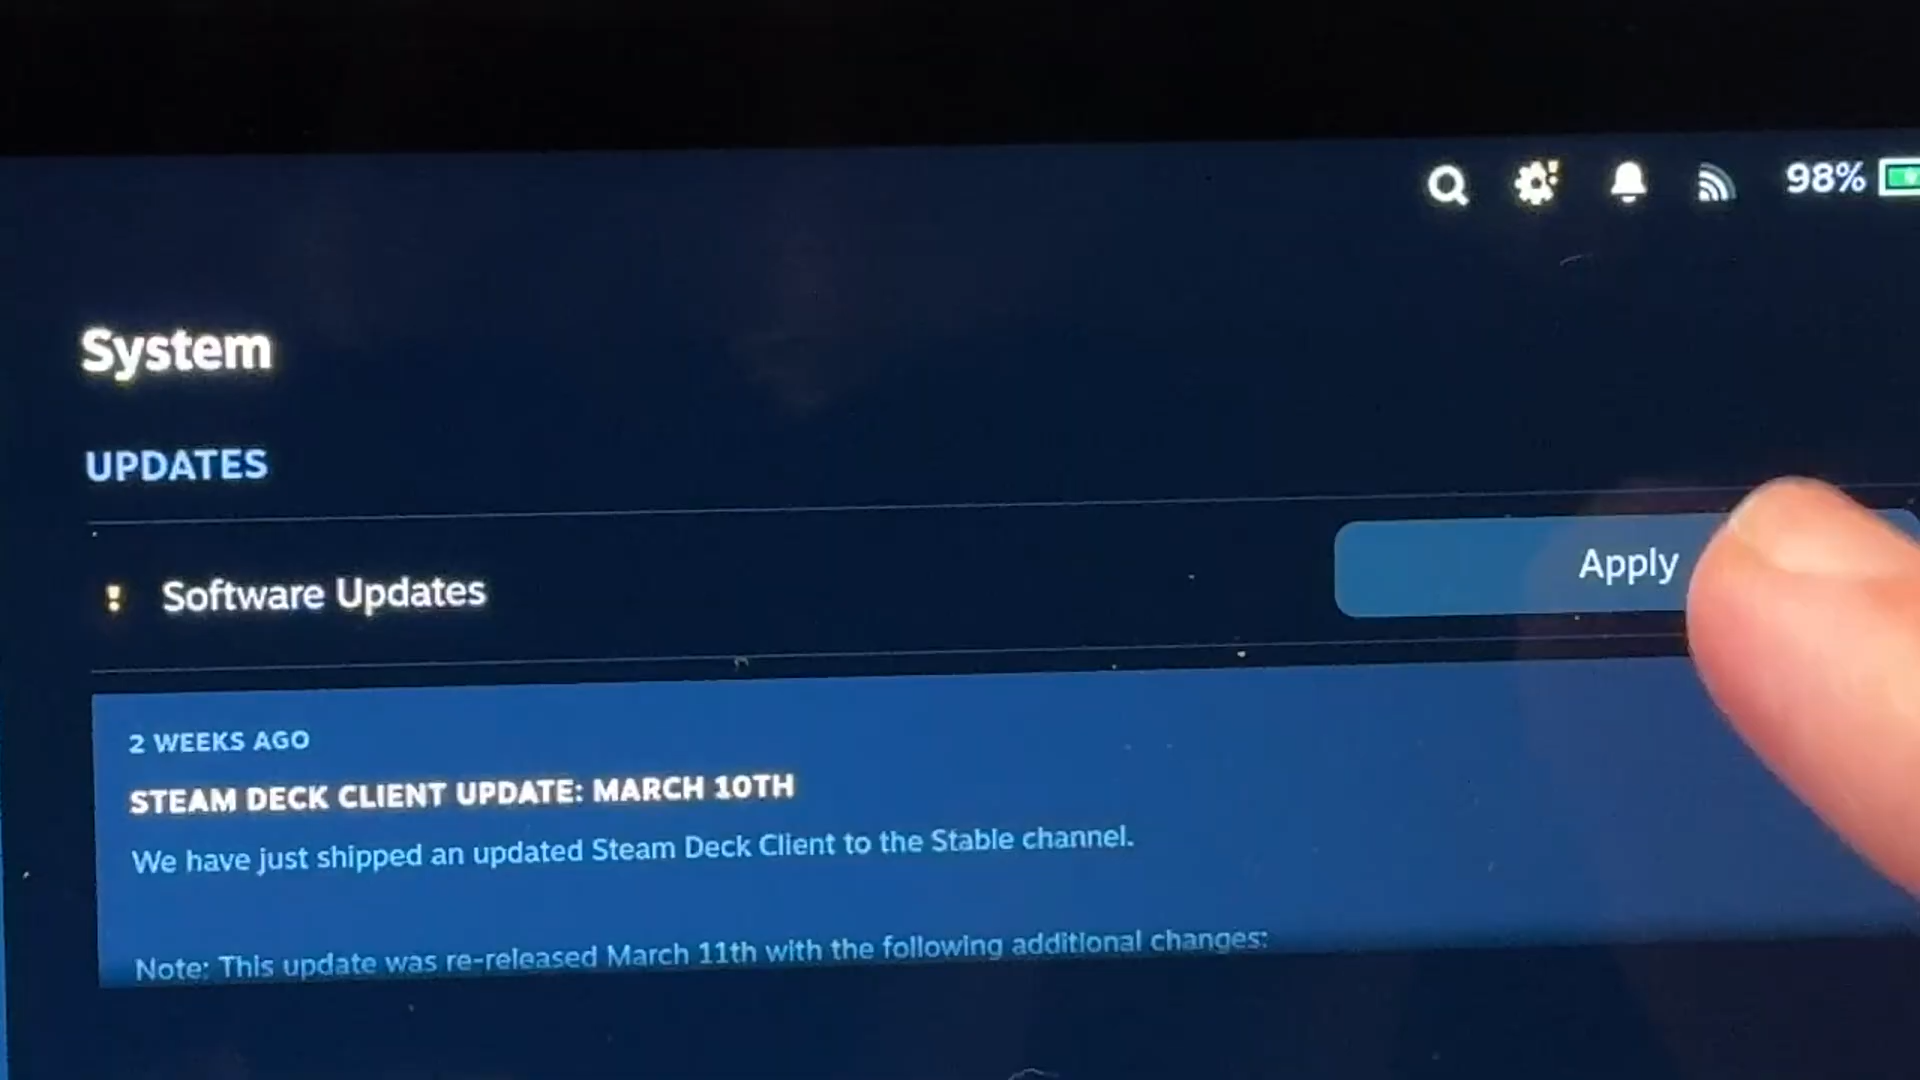 98%
System
UPDATES
Software Updates
Apply
2 WEEKS AGO
STEAM DECK CLIENT UPDATE: MARCH 10TH
We have just shipped an updated Steam Deck Client to the Stable channel.
Note: This update was re-released March 11th with the following additional changes: